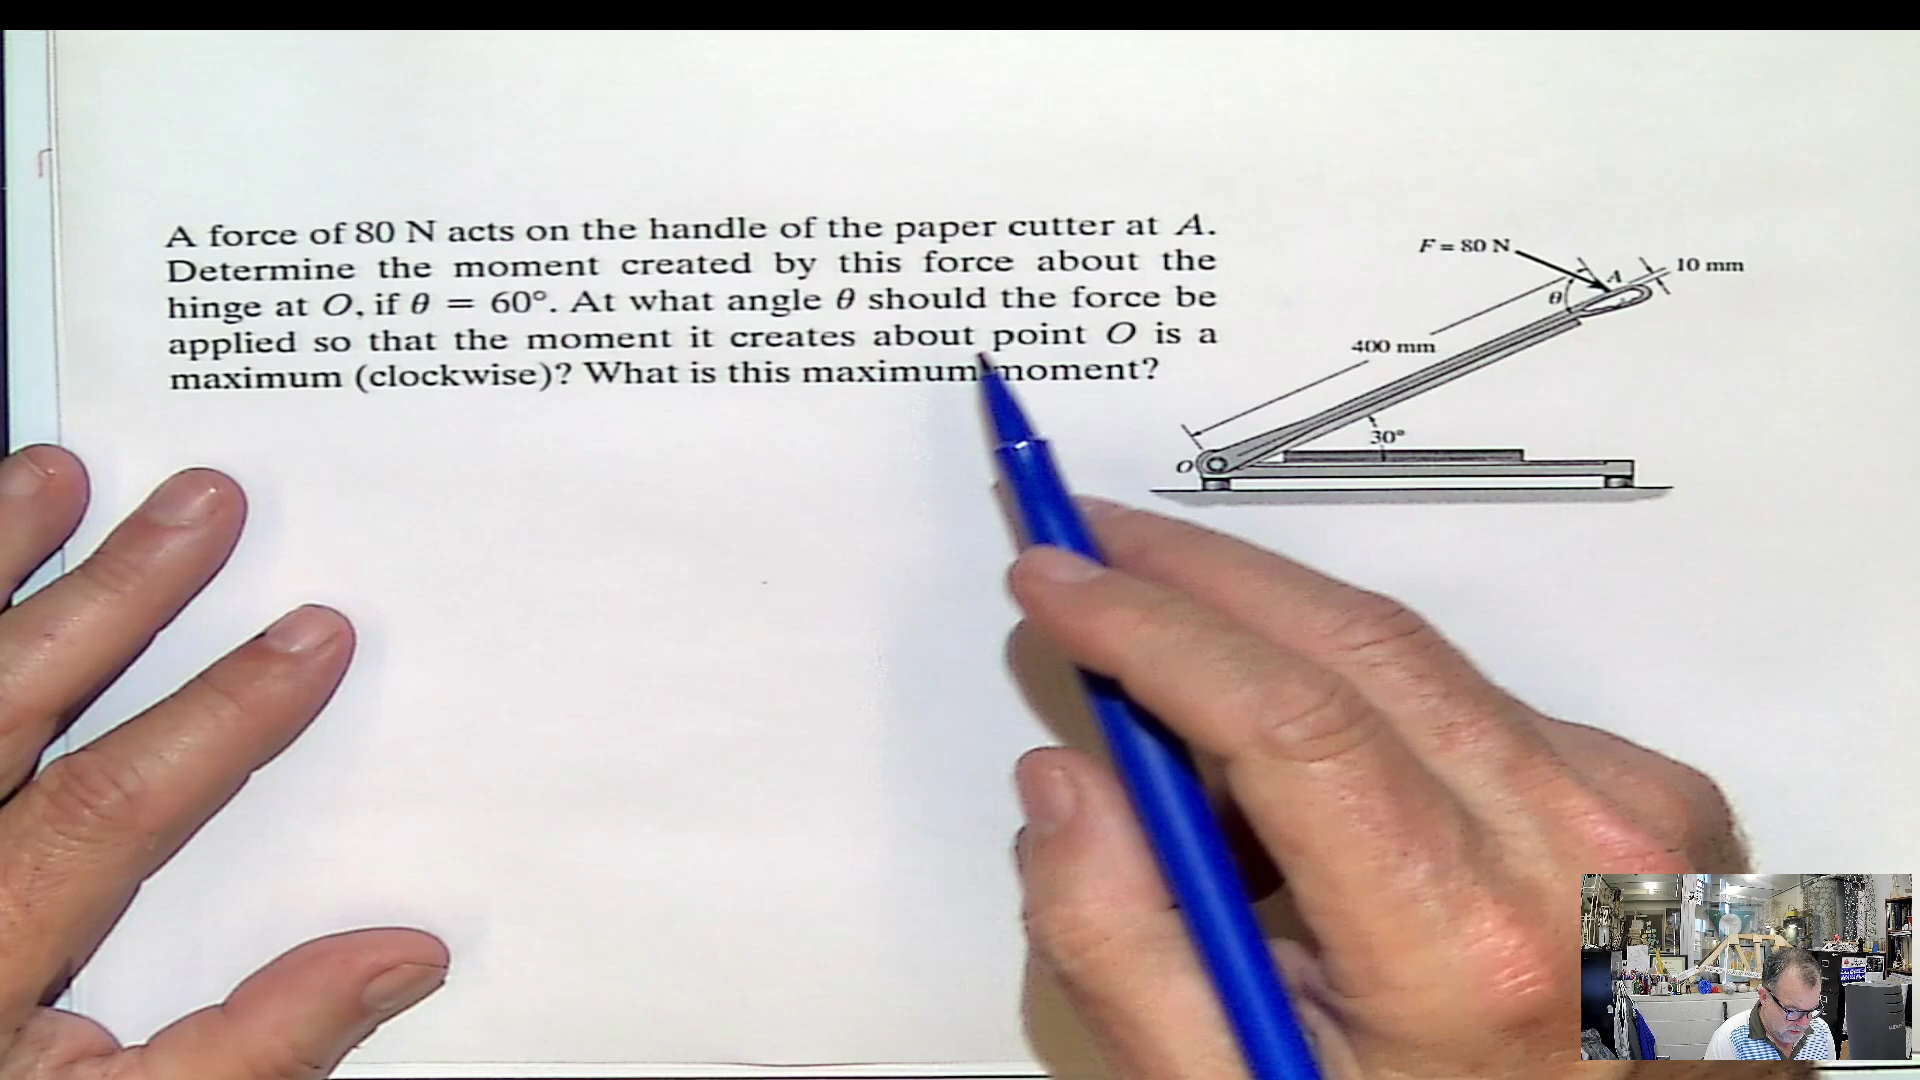 A force of 80 N acts on the handle of the paper cutter at A.
Determine the moment created by this force about the
hinge at O, if θ = 60°. At what angle θ should the force be
applied so that the moment it creates about point O is a
maximum (clockwise)? What is this maximum moment?
F = 80 N
A
10 mm
θ
400 mm
30°
O